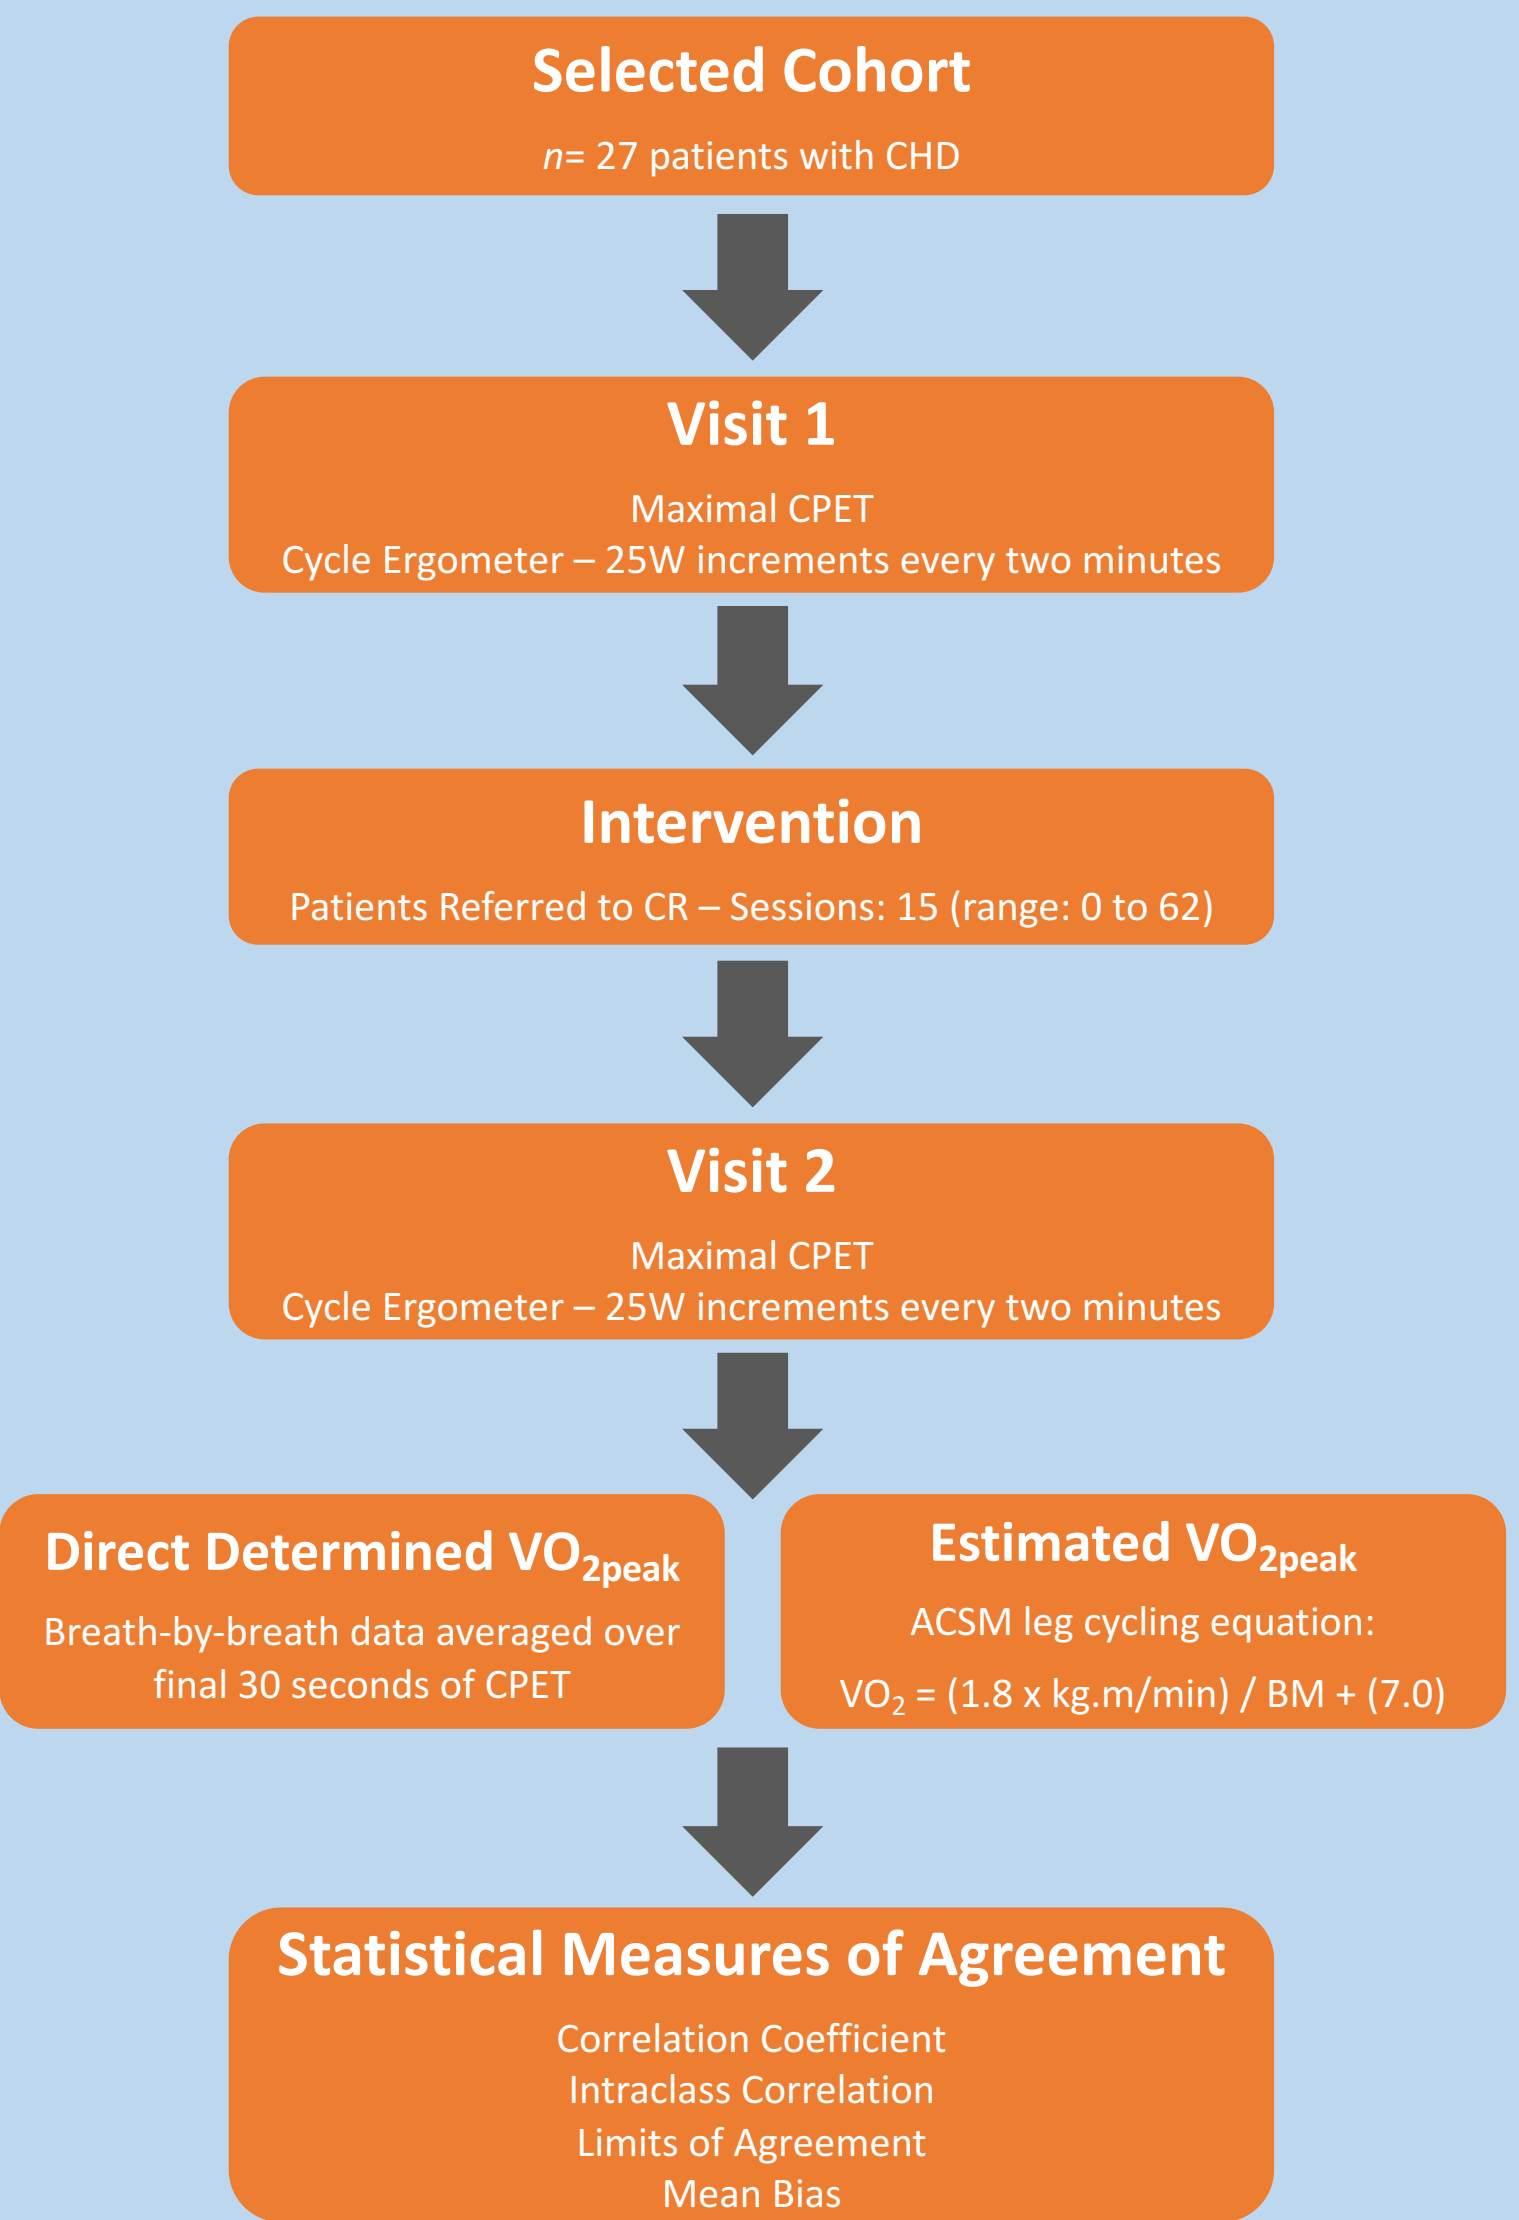 Selected Cohort
n= 27 patients with CHD
Visit 1
Maximal CPET
Cycle Ergometer – 25W increments every two minutes
Intervention
Patients Referred to CR – Sessions: 15 (range: 0 to 62)
Visit 2
Maximal CPET
Cycle Ergometer – 25W increments every two minutes
Direct Determined VO2peak
Breath-by-breath data averaged over
final 30 seconds of CPET
Estimated VO2peak
ACSM leg cycling equation:
VO2 = (1.8 x kg.m/min) / BM + (7.0)
Statistical Measures of Agreement
Correlation Coefficient
Intraclass Correlation
Limits of Agreement
Mean Bias